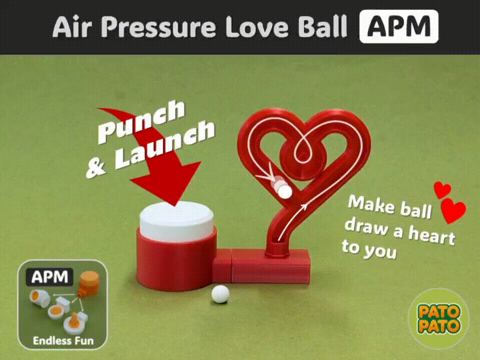 Air Pressure Love Ball APM
Punch
& Launch
Make ball
draw a heart
to you
APM
Endless Fun
PATO
PATO